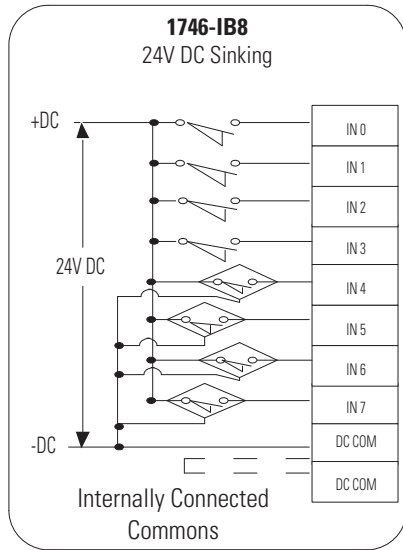 1746-IB8
24V DC Sinking
+DC
IN 0
IN 1
IN 2
IN 3
24V DC
IN 4
IN 5
IN 6
IN 7
-DC
DC COM
DC COM
Internally Connected
Commons